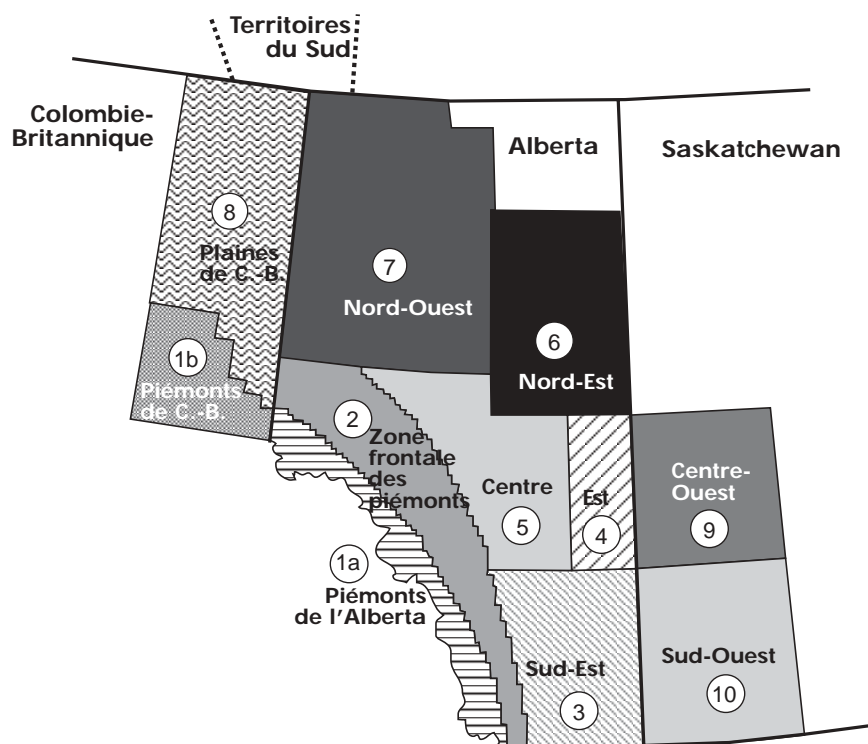 Territoires
du Sud
Colombie-
Britannique
Alberta
Saskatchewan
8
Plaines
de C.-B.
7
Nord-Ouest
6
Nord-Est
1b
Piémonts
de C.-B.
2
Zone
frontale
des
piémonts
Centre
5
Est
4
Centre-
Ouest
9
1a
Piémonts
de l'Alberta
Sud-Est
3
Sud-Ouest
10